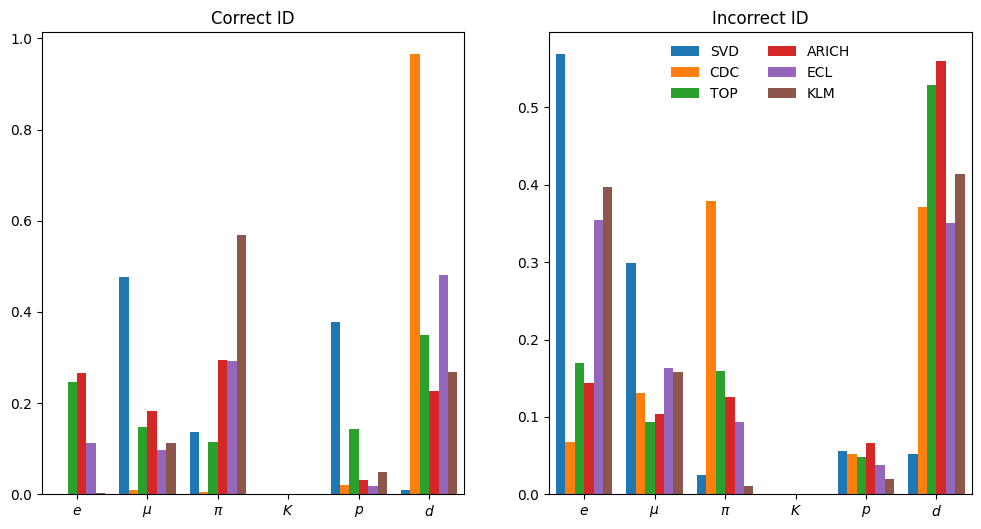 Correct ID
1.0
0.8
0.6
0.4
0.2
0.0
e
μ
π
K
p
d
Incorrect ID
SVD
CDC
TOP
ARICH
ECL
KLM
0.5
0.4
0.3
0.2
0.1
0.0
e
μ
π
K
p
d